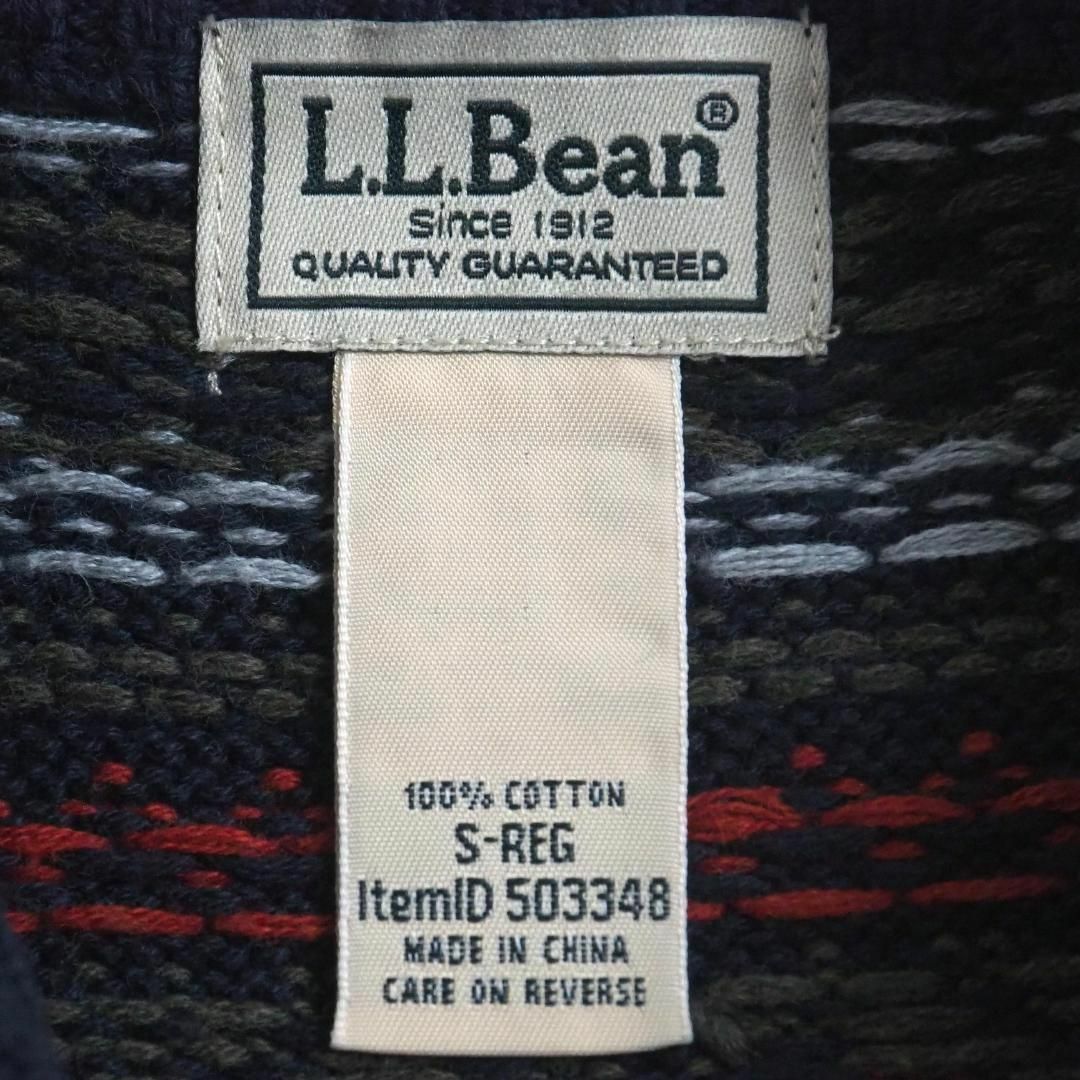 L.L.Bean®
Since 1912
QUALITY GUARANTEED
100% COTTON
S-REG
ItemID 503348
MADE IN CHINA
CARE ON REVERSE